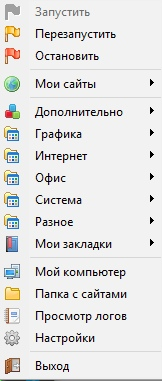 Запустить
Перезапустить
Остановить
Мои сайты
Дополнительно
Графика
Интернет
Офис
Система
Разное
Мои закладки
Мой компьютер
Папка с сайтами
Просмотр логов
Настройки
Выход